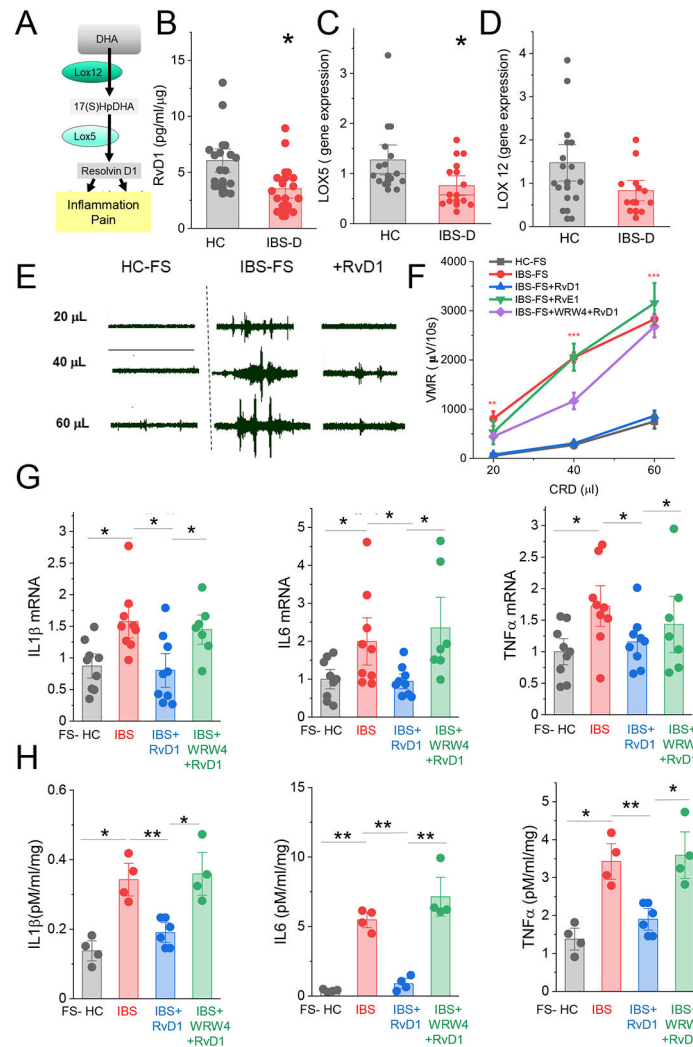 A
DHA
Lox12
17(S)HpDHA
Lox5
Resolvin D1
Inflammation
Pain
B
*
RvD1 (pg/ml/µg)
15
10
5
0
HC
IBS-D
C
*
LOX5 ( gene expression)
4
3
2
1
0
HC
IBS-D
D
LOX 12 (gene expression)
4
3
2
1
0
HC
IBS-D
E
HC-FS
IBS-FS
+RvD1
20 µL
40 µL
60 µL
F
HC-FS
IBS-FS
IBS-FS+RvD1
IBS-FS+RvE1
IBS-FS+WRW4+RvD1
VMR ( µV/10s)
4000
3000
2000
1000
0
**
***
***
20
40
60
CRD (µl)
G
IL1β mRNA
3
2.5
2
1.5
1
0.5
0
* * *
FS- HC
IBS
IBS+
RvD1
IBS+
WRW4
+RvD1
IL6 mRNA
6
4.5
3
1.5
0
* * *
FS- HC
IBS
IBS+
RvD1
IBS+
WRW4
+RvD1
TNFα mRNA
3
2
1
0
* * *
FS- HC
IBS
IBS+
RvD1
IBS+
WRW4
+RvD1
H
IL1β(pM/ml/mg)
0.6
0.4
0.2
0
* ** *
FS- HC
IBS
IBS+
RvD1
IBS+
WRW4
+RvD1
IL6 (pM/ml/mg)
15
10
5
0
** ** **
FS- HC
IBS
IBS+
RvD1
IBS+
WRW4
+RvD1
TNFα (pM/ml/mg)
6
5
4
3
2
1
0
* ** *
FS- HC
IBS
IBS+
RvD1
IBS+
WRW4
+RvD1